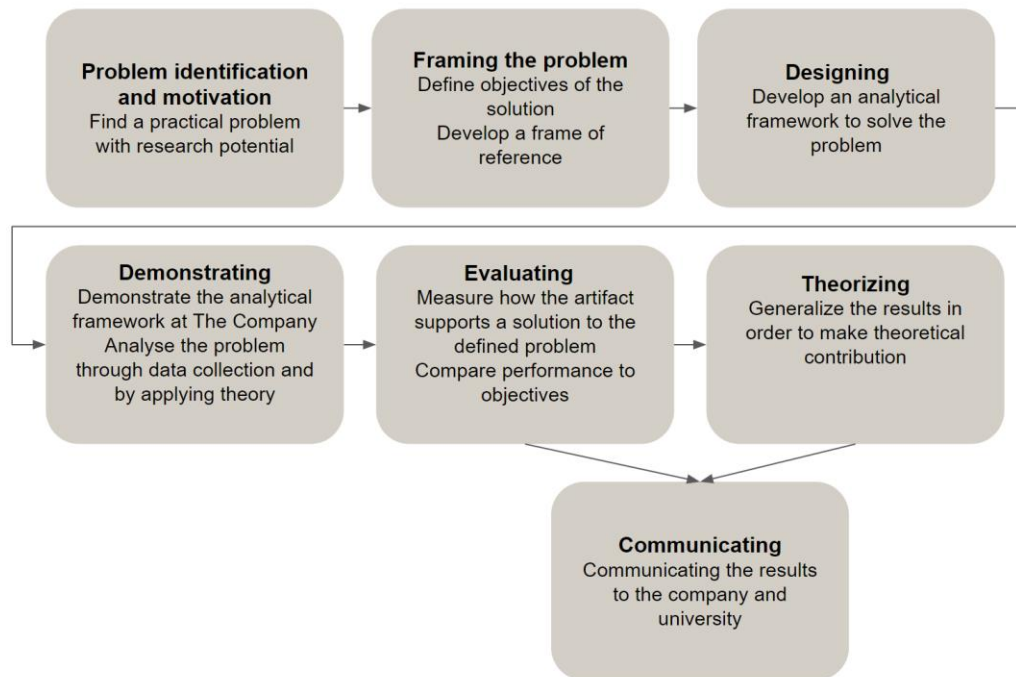 Problem identification
and motivation
Find a practical problem
with research potential
Framing the problem
Define objectives of the
solution
Develop a frame of
reference
Designing
Develop an analytical
framework to solve the
problem
Demonstrating
Demonstrate the analytical
framework at The Company
Analyse the problem
through data collection and
by applying theory
Evaluating
Measure how the artifact
supports a solution to the
defined problem
Compare performance to
objectives
Theorizing
Generalize the results in
order to make theoretical
contribution
Communicating
Communicating the results
to the company and
university